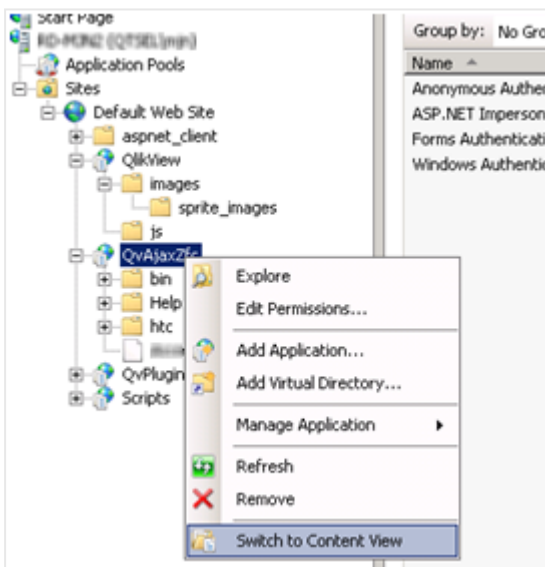 Start Page
Application Pools
Sites
Default Web Site
aspnet_client
QlikView
images
sprite_images
js
QvAjaxZfc
bin
Help
htc
QvPlugin
Scripts
Explore
Edit Permissions...
Add Application...
Add Virtual Directory...
Manage Application
Refresh
Remove
Switch to Content View
Group by: No Gro
Name
Anonymous Authen
ASP.NET Imperson
Forms Authenticati
Windows Authentic